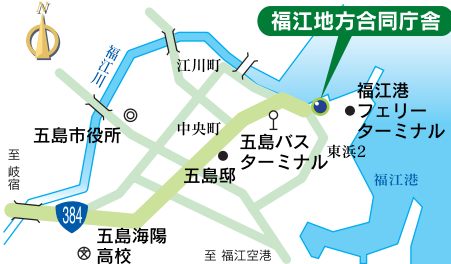 福江地方合同庁舎
N
福江川
江川町
福江港
フェリー
ターミナル
五島市役所
中央町
五島バス
ターミナル
東浜2
至 岐宿
五島邸
福江港
384
五島海陽
高校
至 福江空港